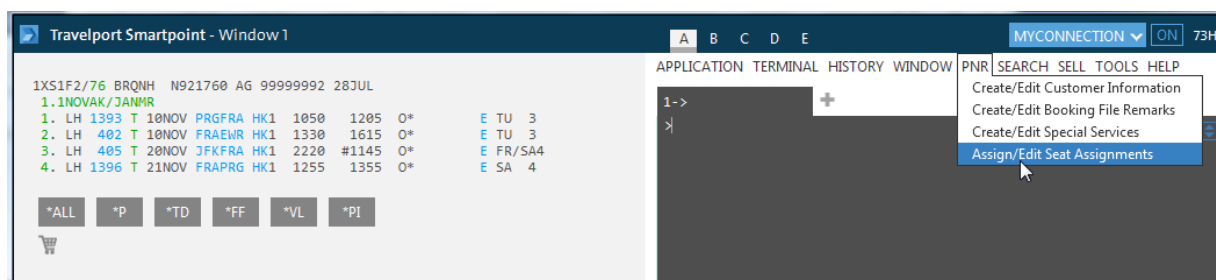 Travelport Smartpoint - Window 1
A B C D E
MYCONNECTION ON 73H
APPLICATION TERMINAL HISTORY WINDOW PNR SEARCH SELL TOOLS HELP
1XS1F2/76 BRQNH N921760 AG 99999992 28JUL
1.1NOVAK/JANMR
1. LH 1393 T 10NOV PRGFRA HK1 1050 1205 O* E TU 3
2. LH 402 T 10NOV FRAEWR HK1 1330 1615 O* E TU 3
3. LH 405 T 20NOV JFKFRA HK1 2220 #1145 O* E FR/SA4
4. LH 1396 T 21NOV FRAPRG HK1 1255 1355 O* E SA 4
*ALL *P *TD *FF *VL *PI
1->
>
Create/Edit Customer Information
Create/Edit Booking File Remarks
Create/Edit Special Services
Assign/Edit Seat Assignments